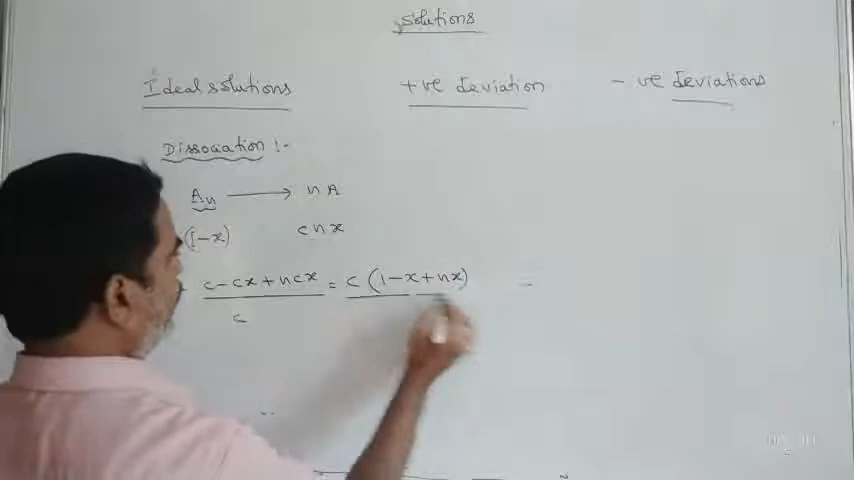 Solutions
Ideal solutions +ve deviation - ve deviations
Dissociation :-
An ⟶ nA
(1-x) cnx
c-cx+ncx = c (1-x+nx)
c